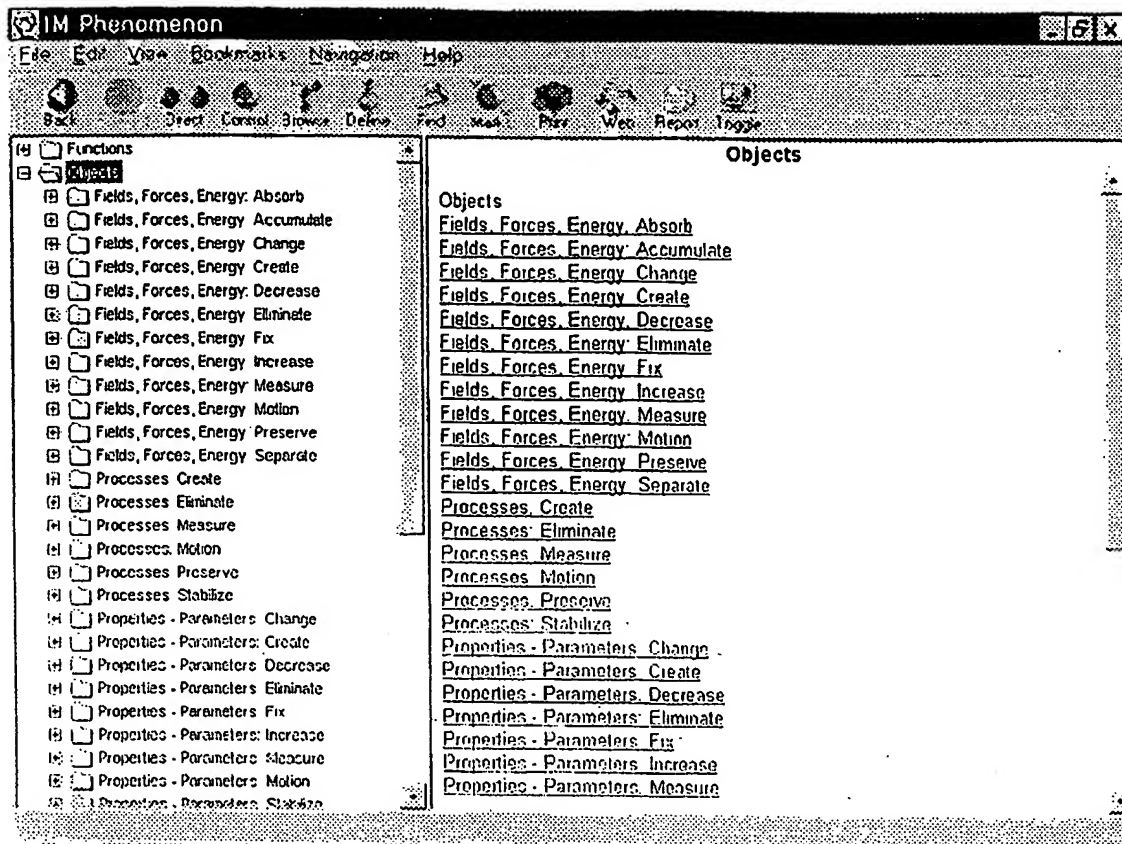 IM Phenomenon
File Edit View Bookmarks Navigation Help
Back Direct Control Browse Define Find Mark Print Web Report Toggle
Functions
Objects
Fields, Forces, Energy: Absorb
Fields, Forces, Energy Accumulate
Fields, Forces, Energy Change
Fields, Forces, Energy Create
Fields, Forces, Energy: Decrease
Fields, Forces, Energy Eliminate
Fields, Forces, Energy Fix
Fields, Forces, Energy Increase
Fields, Forces, Energy Measure
Fields, Forces, Energy Motion
Fields, Forces, Energy Preserve
Fields, Forces, Energy Separate
Processes Create
Processes Eliminate
Processes Measure
Processes. Motion
Processes Preserve
Processes Stabilize
Properties - Parameters Change
Properties - Parameters: Create
Properties - Parameters Decrease
Properties - Parameters Eliminate
Properties - Parameters Fix
Properties - Parameters: Increase
Properties - Parameters Measure
Properties - Parameters Motion
Properties - Parameters Stabilize
Objects
Objects
Fields, Forces, Energy. Absorb
Fields, Forces, Energy: Accumulate
Fields, Forces, Energy Change
Fields, Forces, Energy Create
Fields, Forces, Energy. Decrease
Fields, Forces, Energy: Eliminate
Fields, Forces, Energy Fix
Fields, Forces, Energy Increase
Fields, Forces, Energy. Measure
Fields, Forces, Energy: Motion
Fields, Forces, Energy Preserve
Fields, Forces, Energy Separate
Processes. Create
Processes: Eliminate
Processes Measure
Processes Motion
Processes. Preserve
Processes: Stabilize
Properties - Parameters Change
Properties - Parameters Create
Properties - Parameters. Decrease
Properties - Parameters: Eliminate
Properties - Parameters Fix
Properties - Parameters Increase
Properties - Parameters. Measure